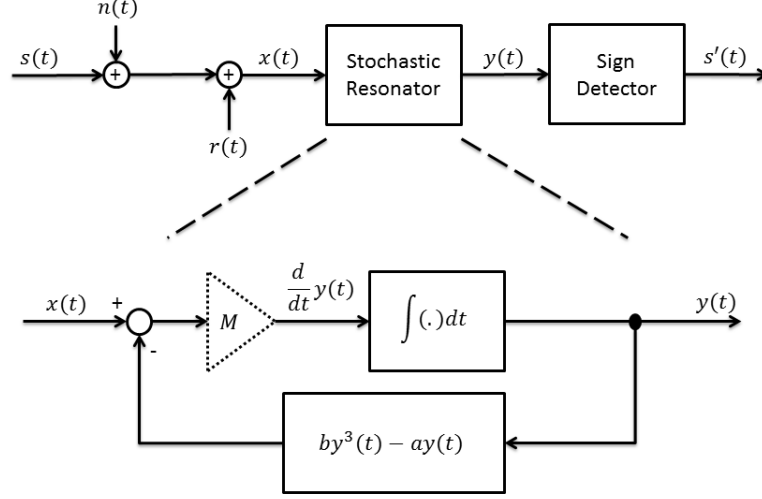 n(t)
s(t)
+
+
x(t)
r(t)
Stochastic
Resonator
y(t)
Sign
Detector
s′(t)
x(t)
+
-
M
d/dt y(t)
∫(.)dt
y(t)
by³(t) − ay(t)